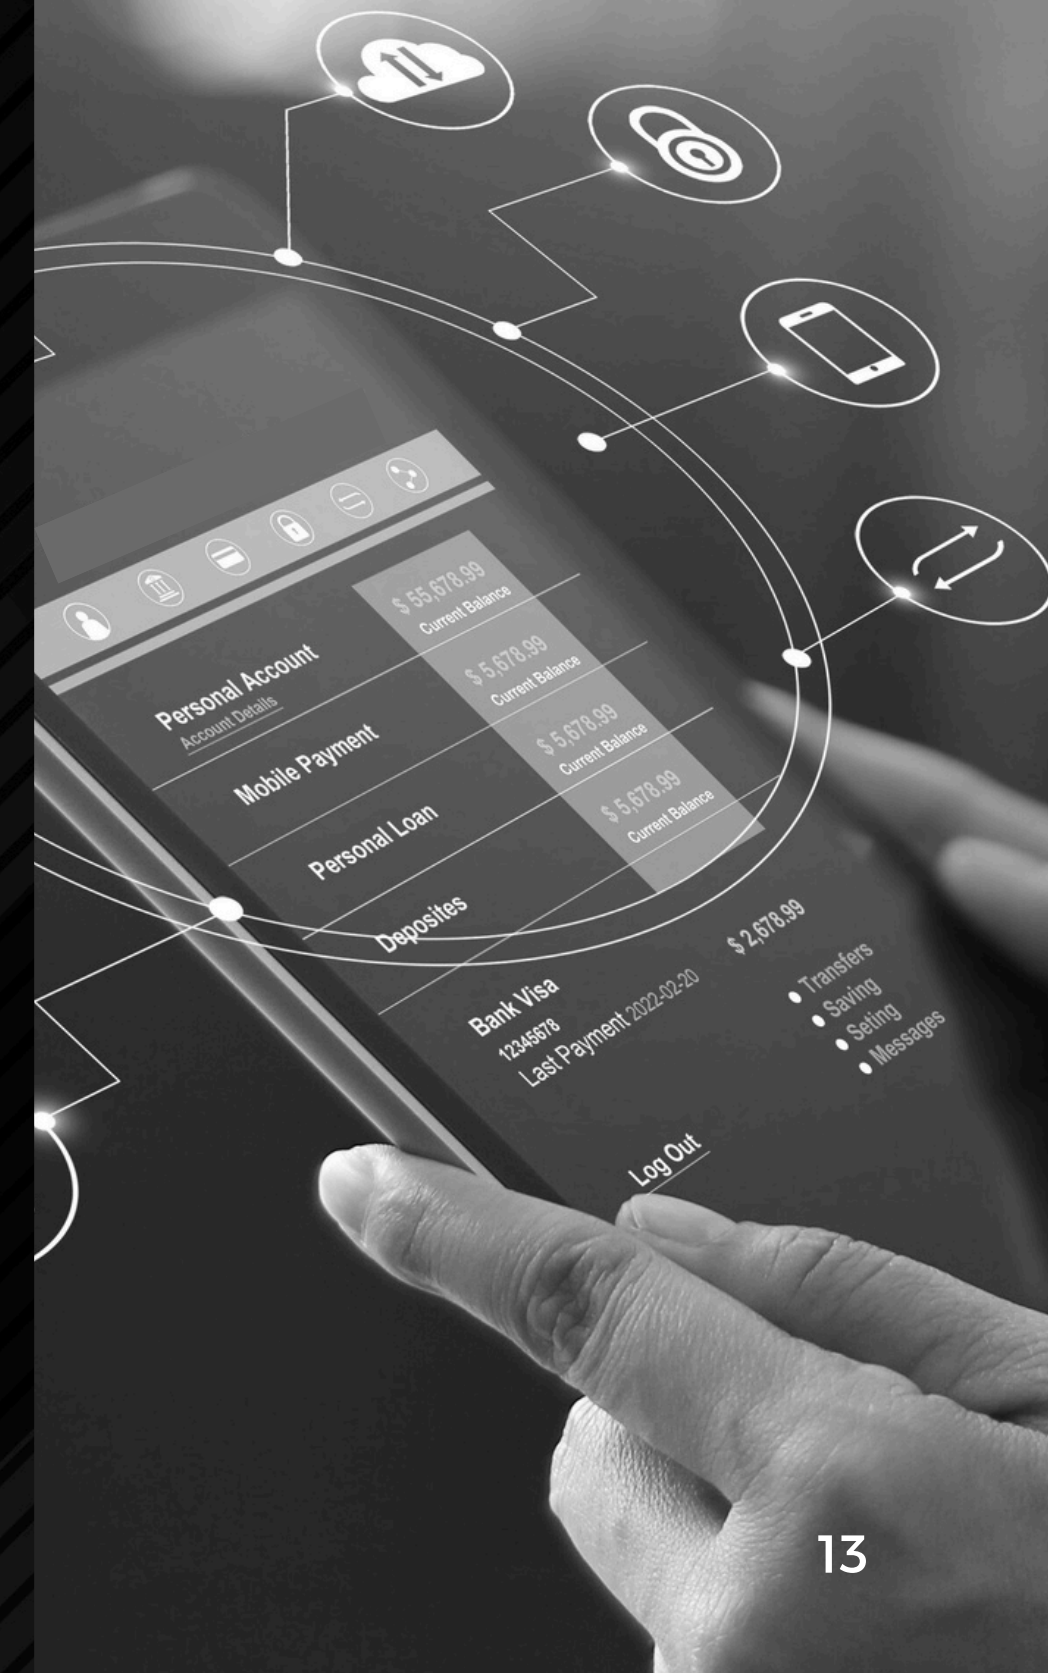 $ 55,678.99
Current Balance
Personal Account
Account Details
$ 5,678.99
Current Balance
Mobile Payment
$ 5,678.99
Current Balance
Personal Loan
$ 5,678.99
Current Balance
Deposites
Bank Visa
$ 2,678.99
12345678
Last Payment 2022-02-20
Transfers
Saving
Seting
Messages
Log Out
13